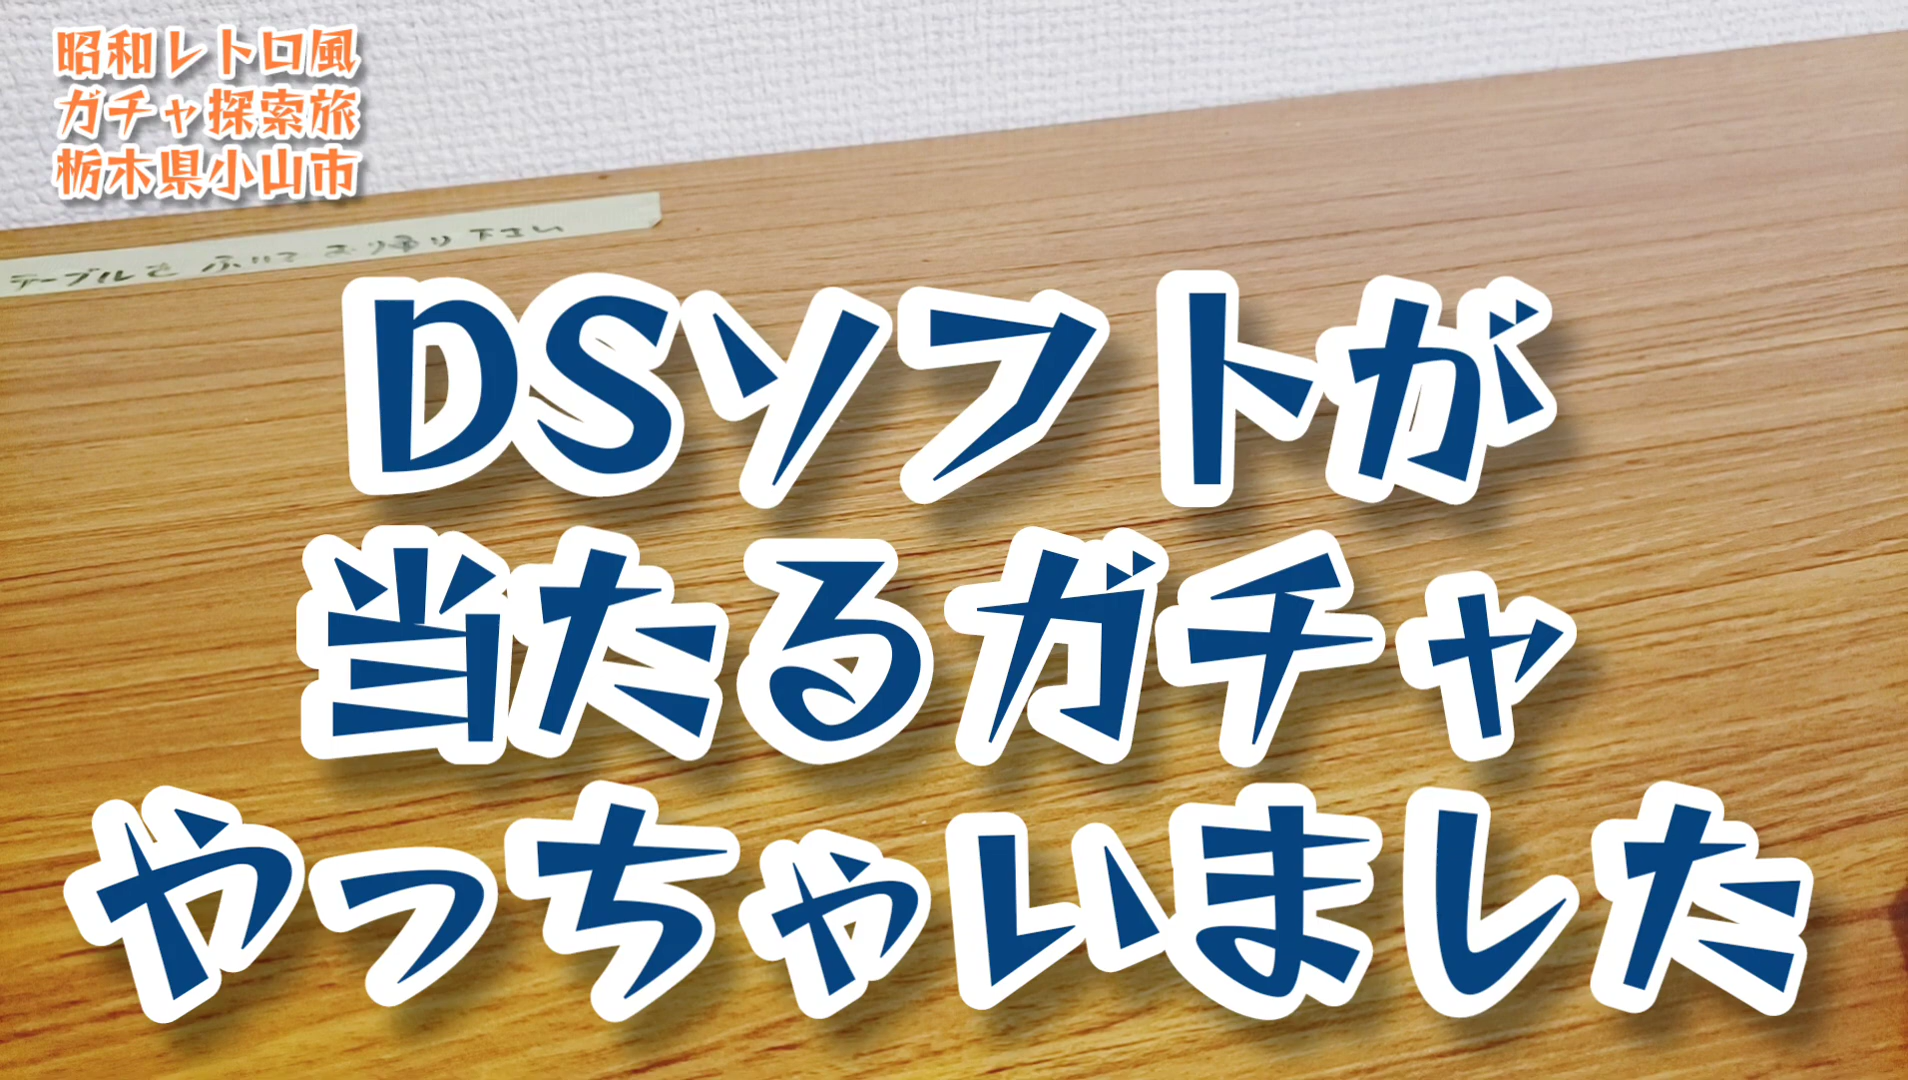 昭和レトロ風
ガチャ探索旅
栃木県小山市
テーブルをふいてお帰り下さい
DSソフトが
当たるガチャ
やっちゃいました